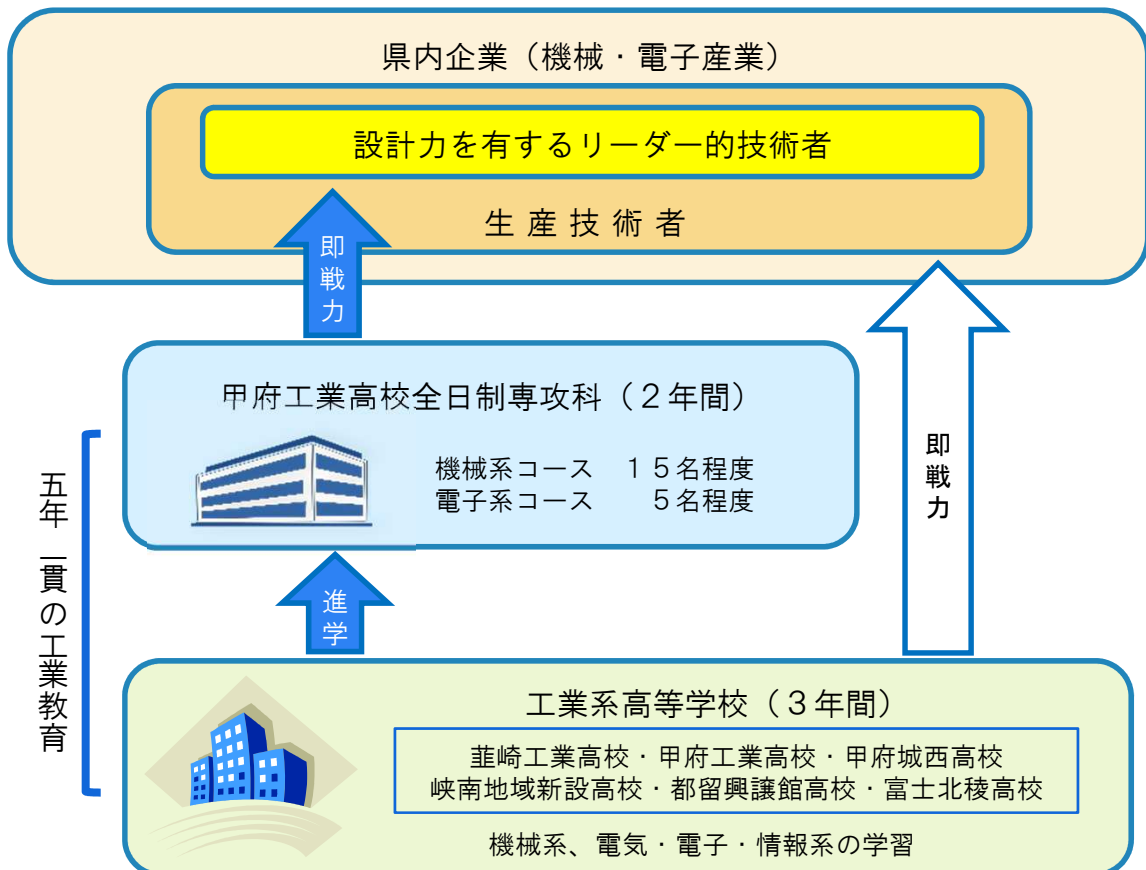 県内企業（機械・電子産業）
設計力を有するリーダー的技術者
生産技術者
即戦力
甲府工業高校全日制専攻科（２年間）
機械系コース　１５名程度
電子系コース　　５名程度
即戦力
五年一貫の工業教育
進学
工業系高等学校（３年間）
韮崎工業高校・甲府工業高校・甲府城西高校
峡南地域新設高校・都留興譲館高校・富士北稜高校
機械系、電気・電子・情報系の学習